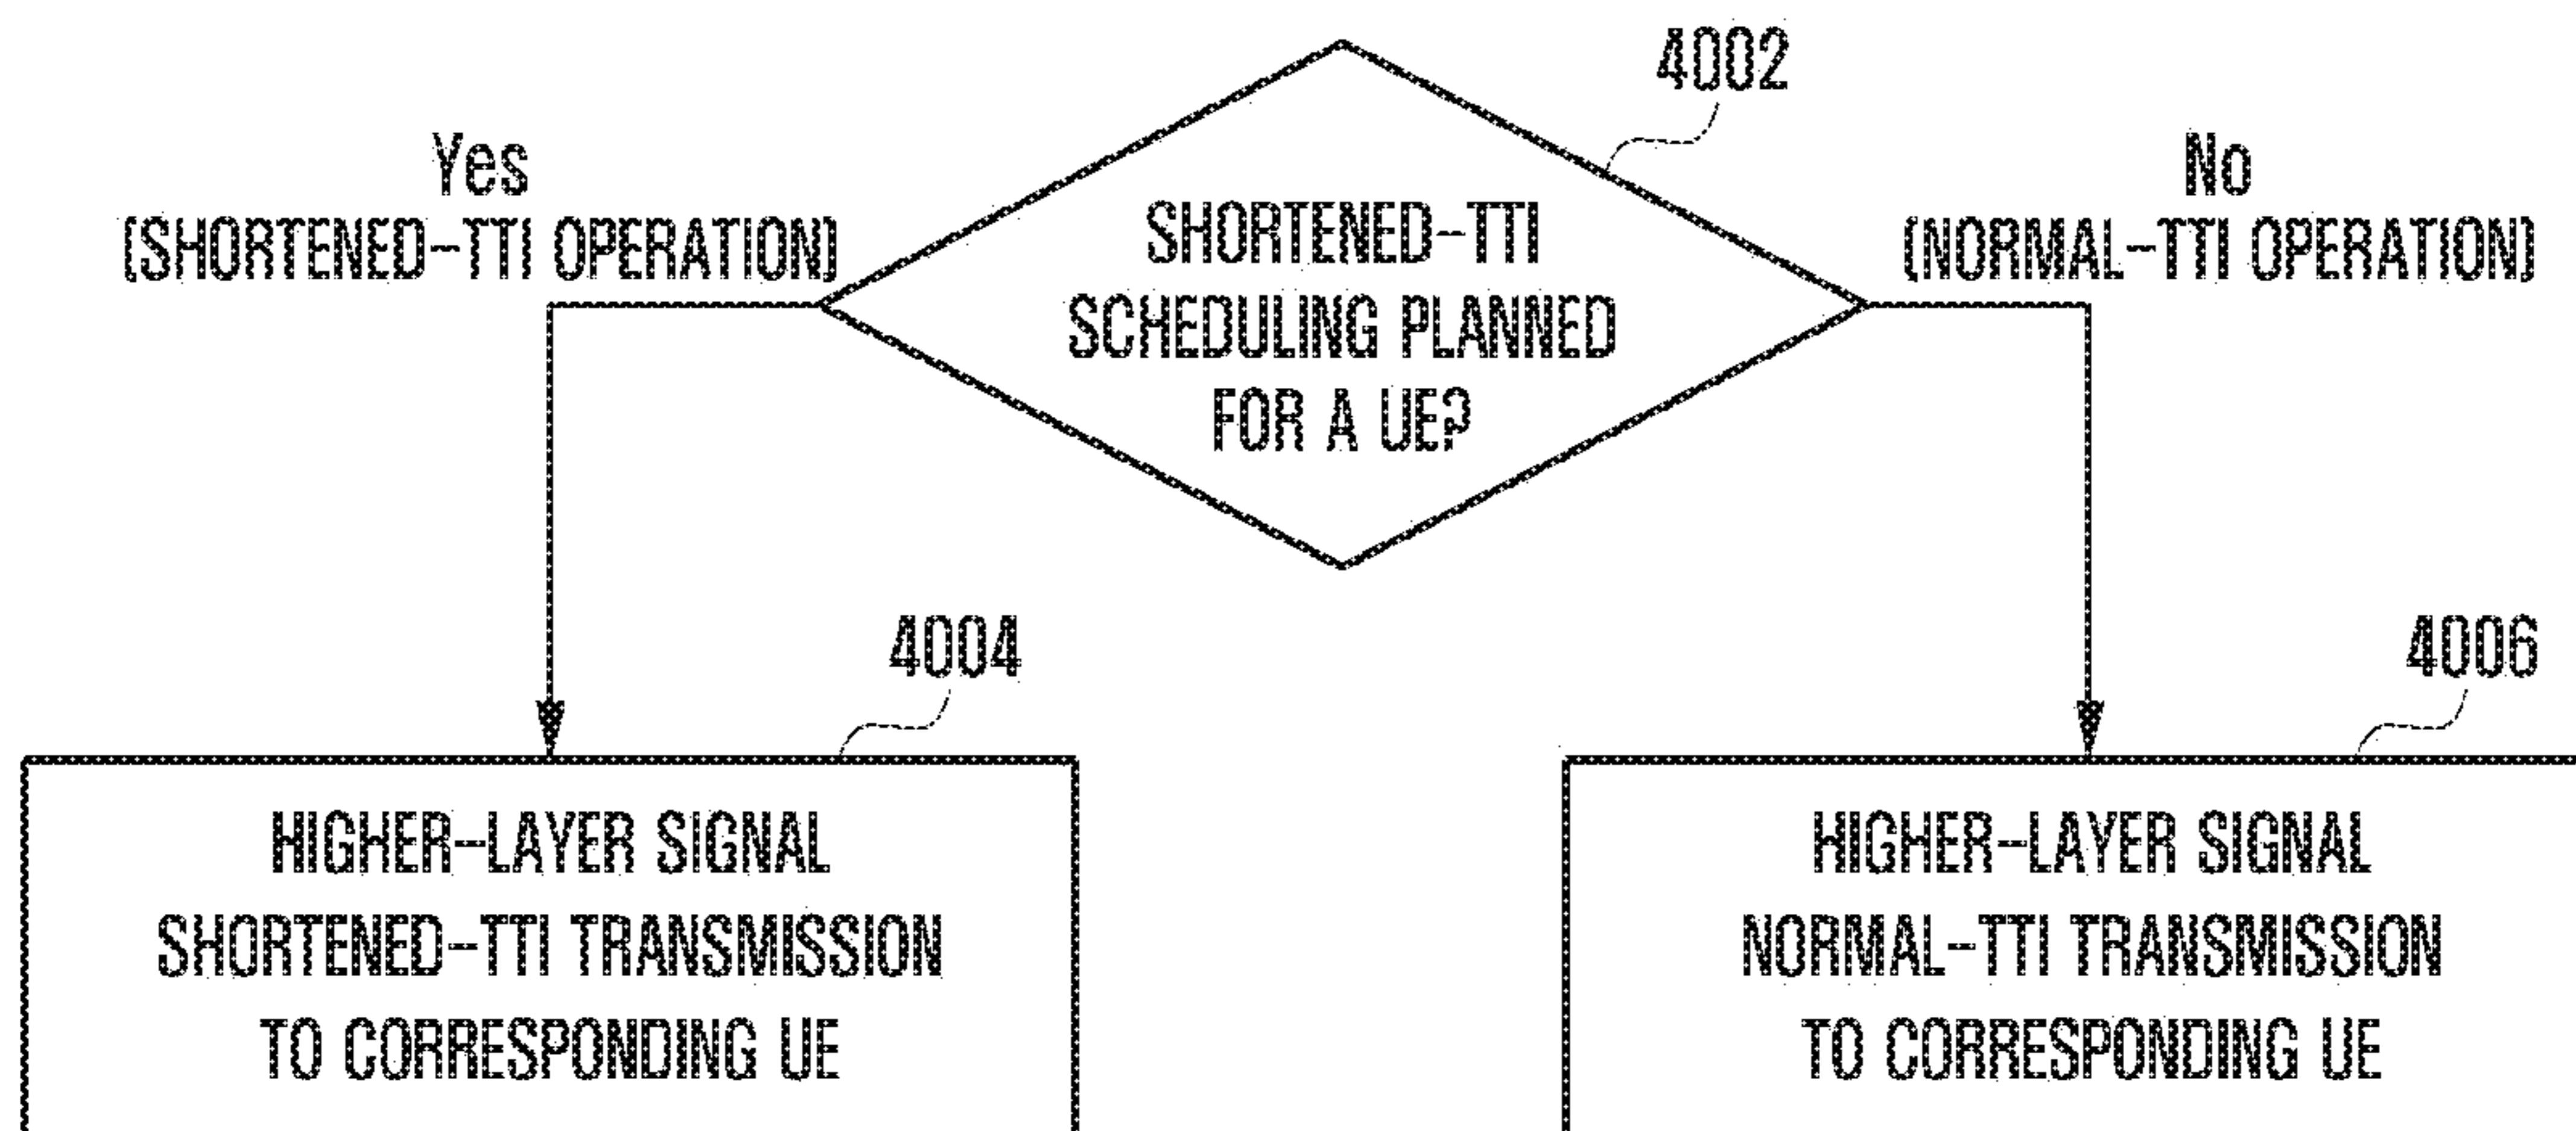 4002
Yes
(SHORTENED-TTI OPERATION)
No
(NORMAL-TTI OPERATION)
SHORTENED-TTI
SCHEDULING PLANNED
FOR A UE?
4004
4006
HIGHER-LAYER SIGNAL
SHORTENED-TTI TRANSMISSION
TO CORRESPONDING UE
HIGHER-LAYER SIGNAL
NORMAL-TTI TRANSMISSION
TO CORRESPONDING UE